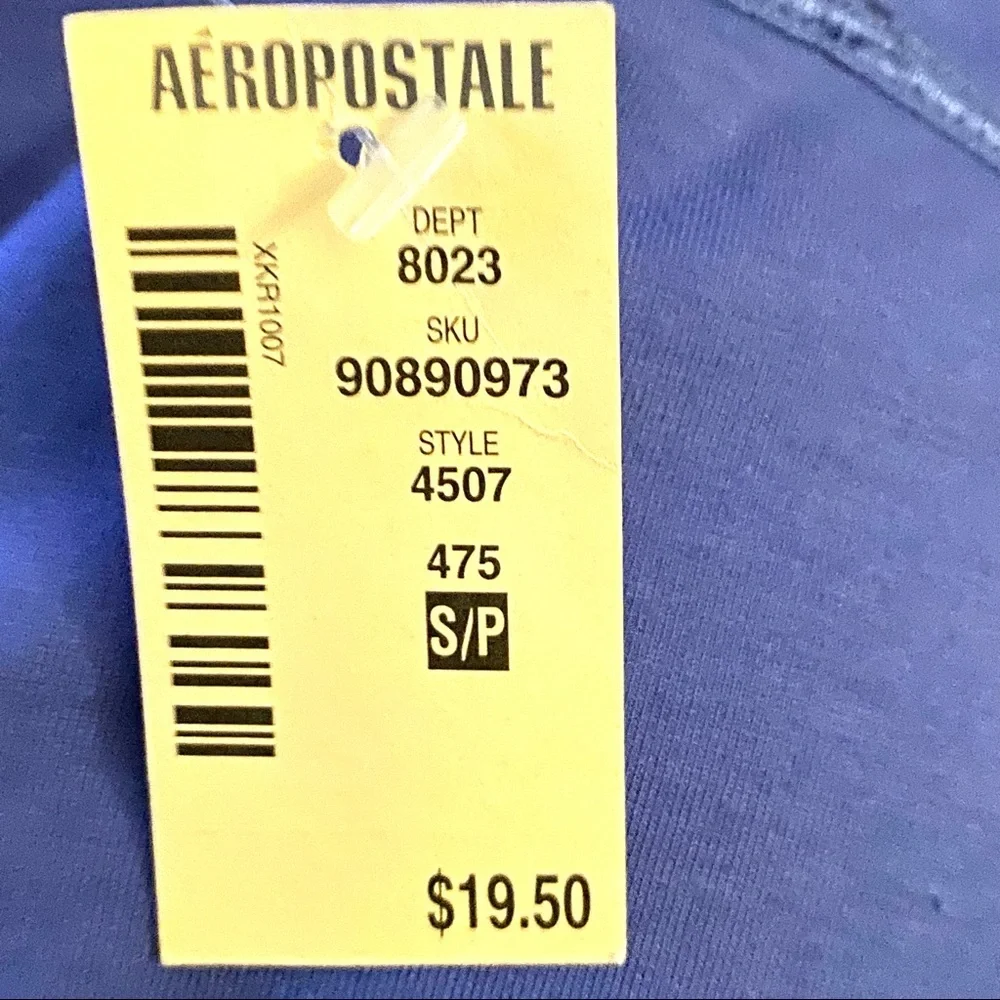 AÉROPOSTALE
DEPT
8023
XKR1007
SKU
90890973
STYLE
4507
475
S/P
$19.50